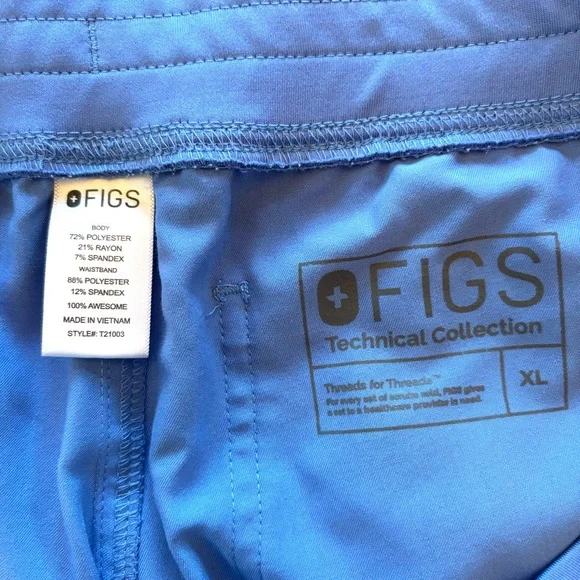 FIGS
BODY
72% POLYESTER
21% RAYON
7% SPANDEX
WAISTBAND
88% POLYESTER
12% SPANDEX
100% AWESOME
MADE IN VIETNAM
STYLE#: T21003
FIGS
Technical Collection
Threads for Threads™
For every set of scrubs sold, FIGS gives
a set to a healthcare provider in need.
XL